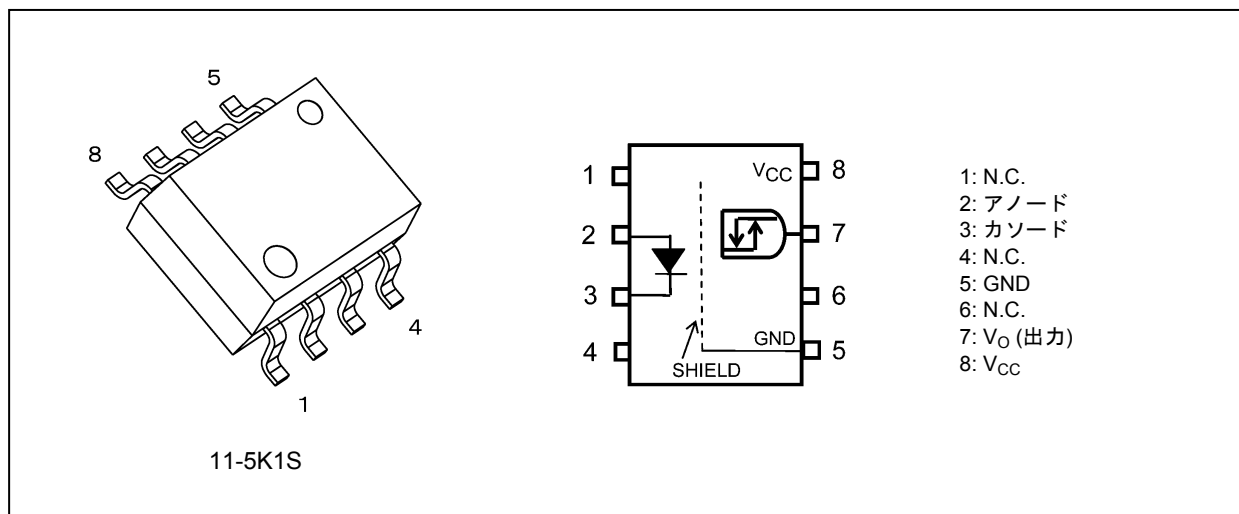 5
8
4
1
11-5K1S
1
2
3
4
VCC
8
7
6
GND
5
SHIELD
1: N.C.
2: アノード
3: カソード
4: N.C.
5: GND
6: N.C.
7: VO (出力)
8: VCC